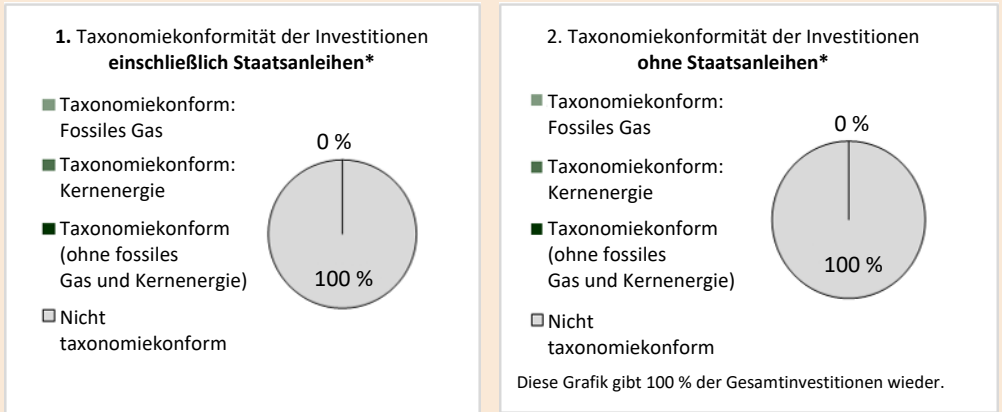 1. Taxonomiekonformität der Investitionen
einschließlich Staatsanleihen*
Taxonomiekonform:
Fossiles Gas
Taxonomiekonform:
Kernenergie
Taxonomiekonform
(ohne fossiles
Gas und Kernenergie)
Nicht
taxonomiekonform
0 %
100 %
2. Taxonomiekonformität der Investitionen
ohne Staatsanleihen*
Taxonomiekonform:
Fossiles Gas
Taxonomiekonform:
Kernenergie
Taxonomiekonform
(ohne fossiles
Gas und Kernenergie)
Nicht
taxonomiekonform
0 %
100 %
Diese Grafik gibt 100 % der Gesamtinvestitionen wieder.